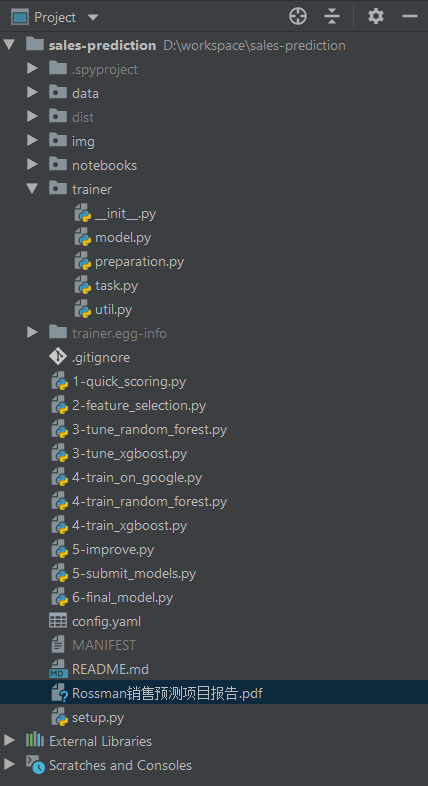 Project
sales-prediction D:\workspace\sales-prediction
.spyproject
data
dist
img
notebooks
trainer
__init__.py
model.py
preparation.py
task.py
util.py
trainer.egg-info
.gitignore
1-quick_scoring.py
2-feature_selection.py
3-tune_random_forest.py
3-tune_xgboost.py
4-train_on_google.py
4-train_random_forest.py
4-train_xgboost.py
5-improve.py
5-submit_models.py
6-final_model.py
config.yaml
MANIFEST
MD README.md
Rossman销售预测项目报告.pdf
setup.py
External Libraries
Scratches and Consoles